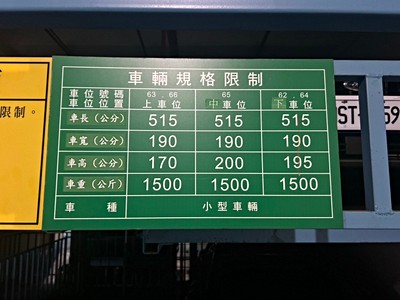 車輛規格限制
車位號碼 63.66 65 62.64
車位位置 上車位 中車位 下車位
車長(公分) 515 515 515
車寬(公分) 190 190 190
車高(公分) 170 200 195
車重(公斤) 1500 1500 1500
車種 小型車輛
限制。
ST 59